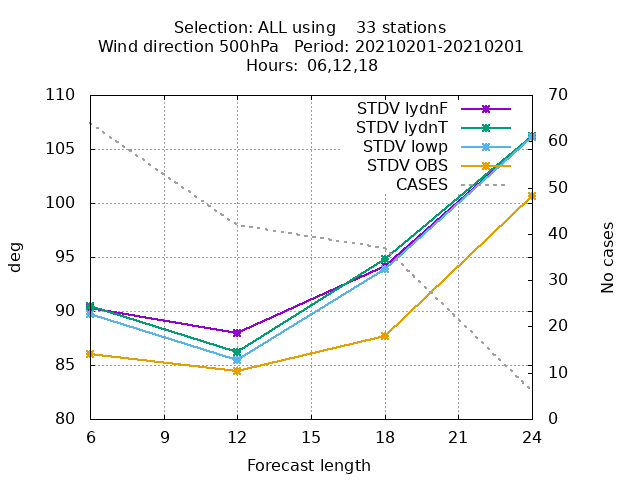 Selection: ALL using    33 stations
Wind direction 500hPa   Period: 20210201-20210201
Hours:  06,12,18
110
105
100
95
90
85
80
deg
70
60
50
40
30
20
10
0
No cases
STDV lydnF
STDV lydnT
STDV lowp
STDV OBS
CASES
6 9 12 15 18 21 24
Forecast length